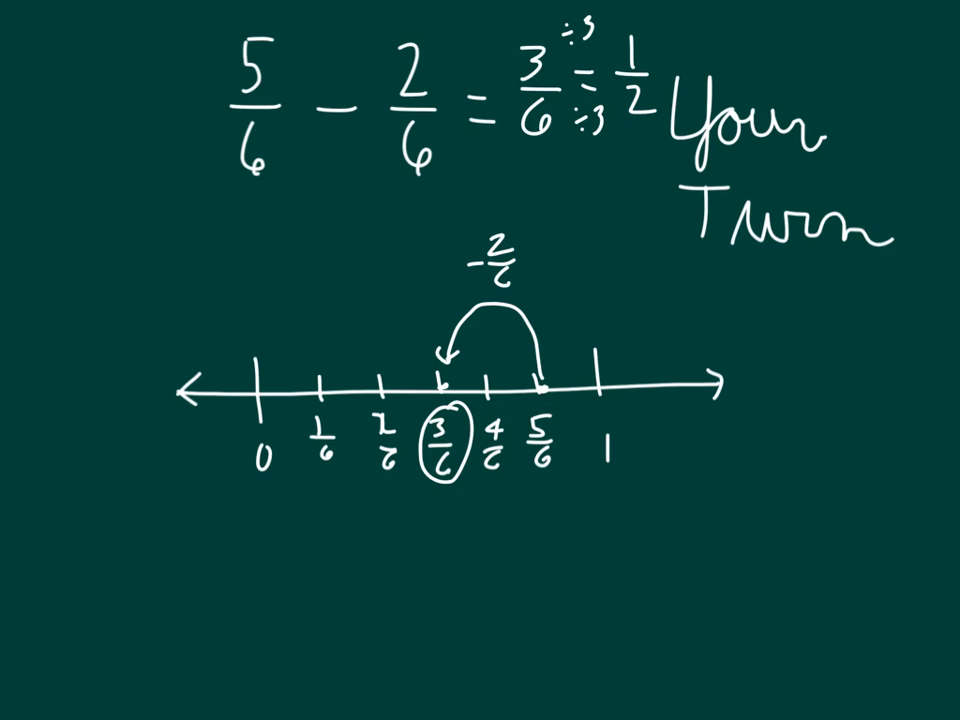 5/6 - 2/6 = 3/6 ÷3 = ÷3 1/2 Your
Turn
-2/6
0 1/6 2/6 3/6 4/6 5/6 1